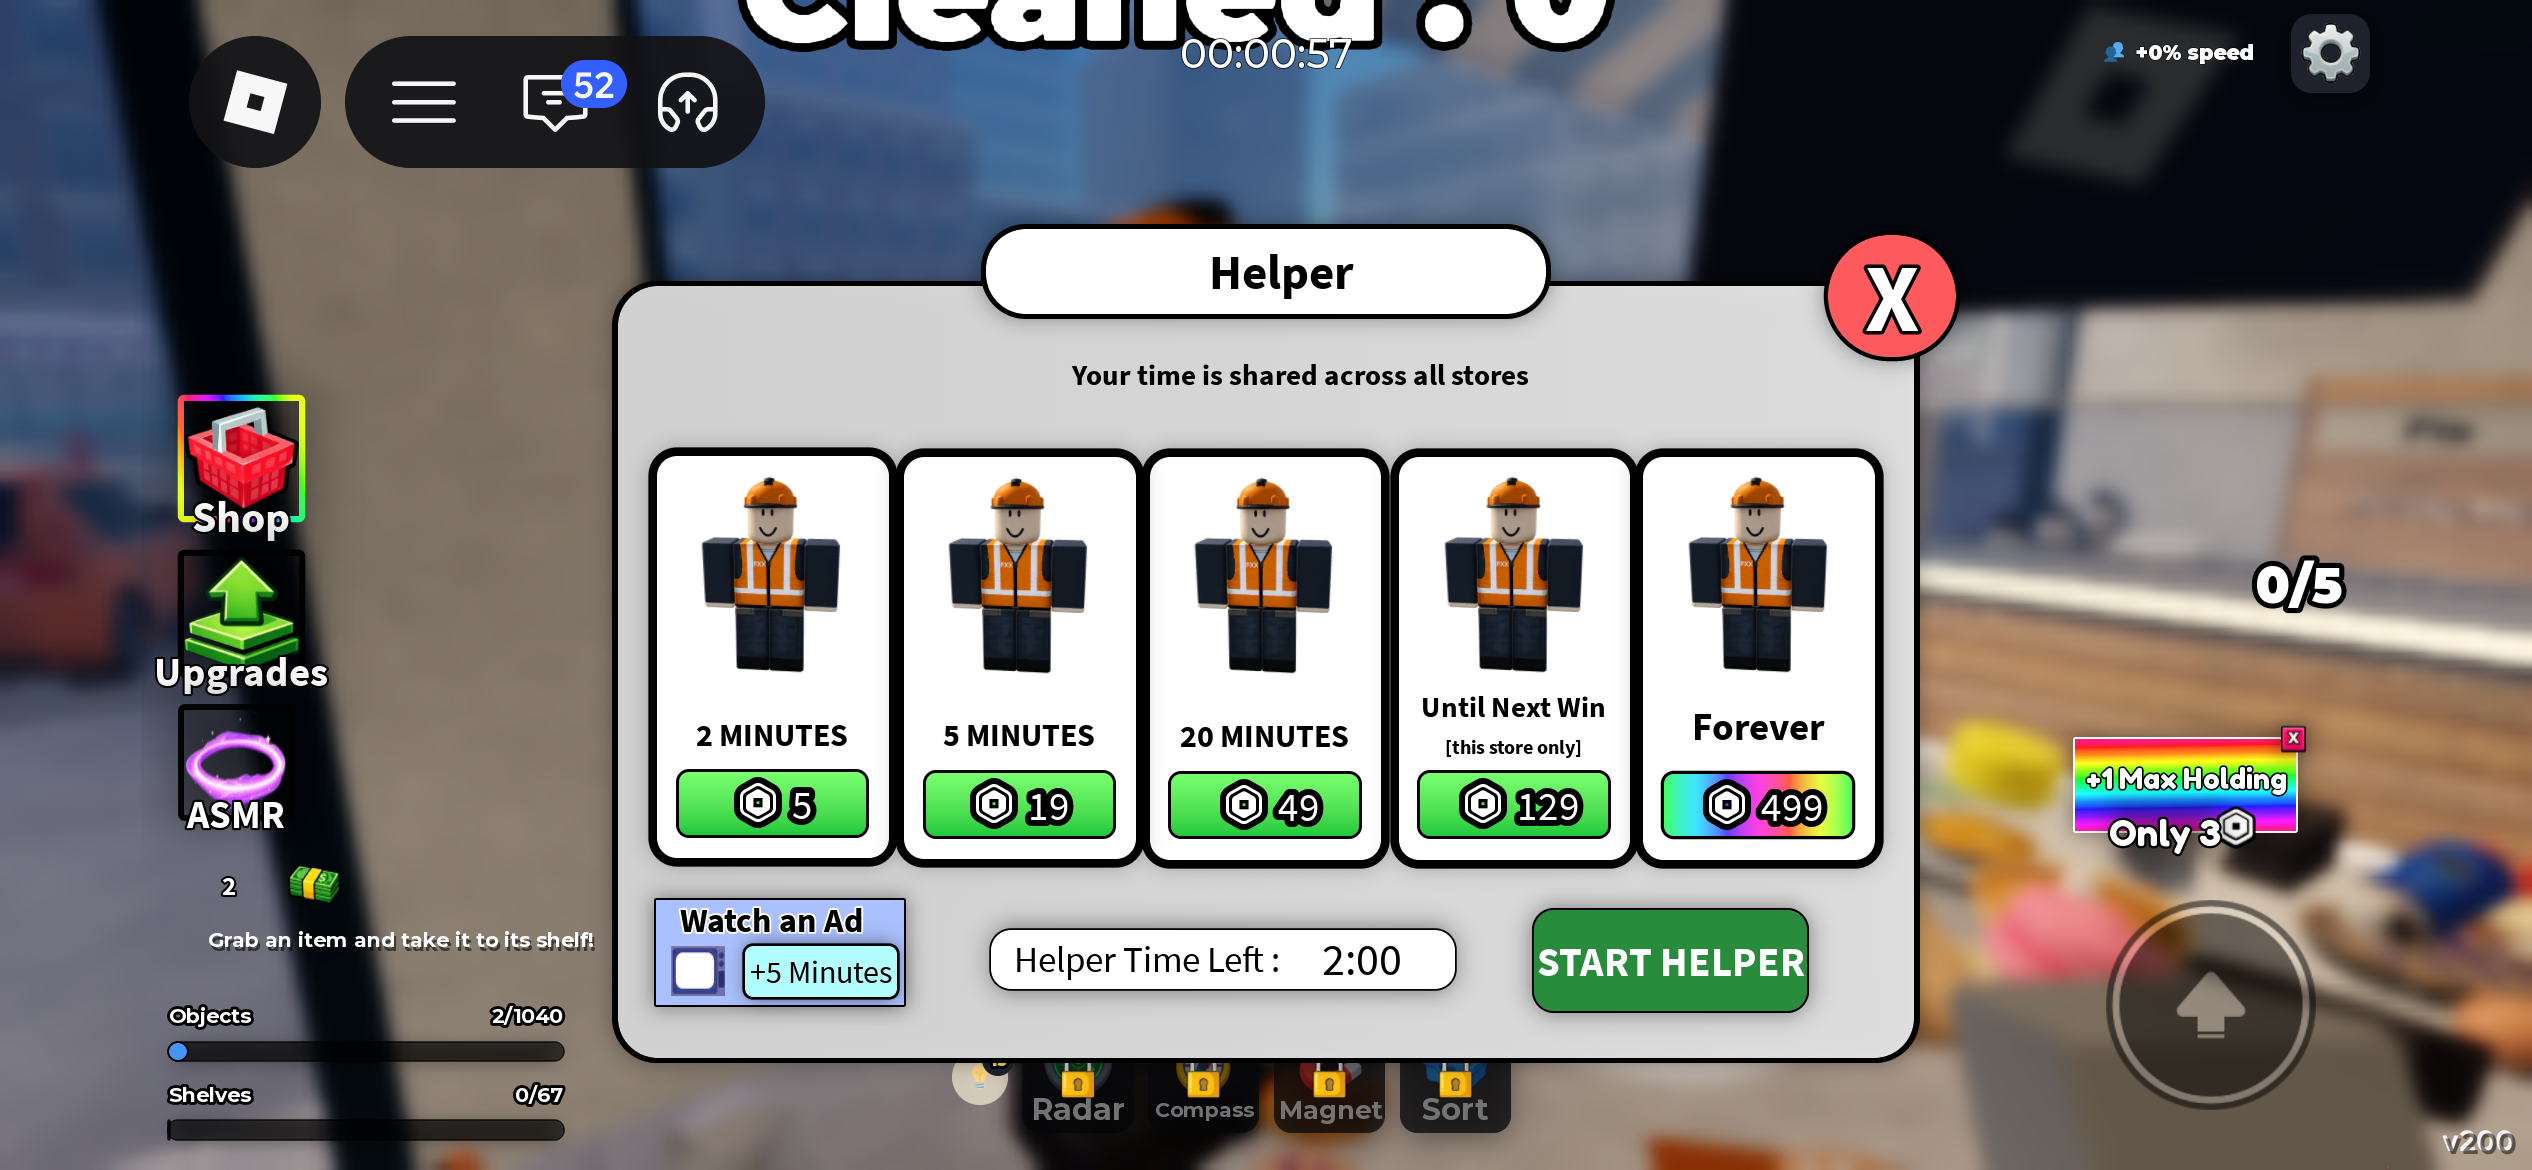 Cleaned : 0
00:00:57
52
+0% speed
Helper
X
Your time is shared across all stores
Shop
Upgrades
ASMR
2
Grab an item and take it to its shelf!
Objects 2/1040
Shelves 0/67
2 MINUTES
5
5 MINUTES
19
20 MINUTES
49
Until Next Win
[this store only]
129
Forever
499
Watch an Ad
+5 Minutes
Helper Time Left : 2:00
START HELPER
0/5
X
+1 Max Holding
Only 3
Radar
Compass
Magnet
Sort
v200